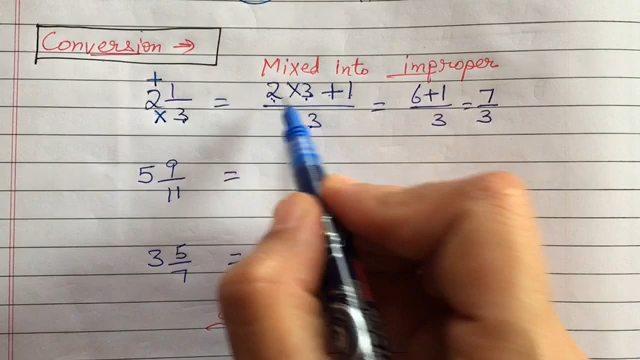 Conversion →
Mixed into improper
2 1/3 = (2×3+1)/3 = (6+1)/3 = 7/3
+
×
5 9/11 =
3 5/7 =